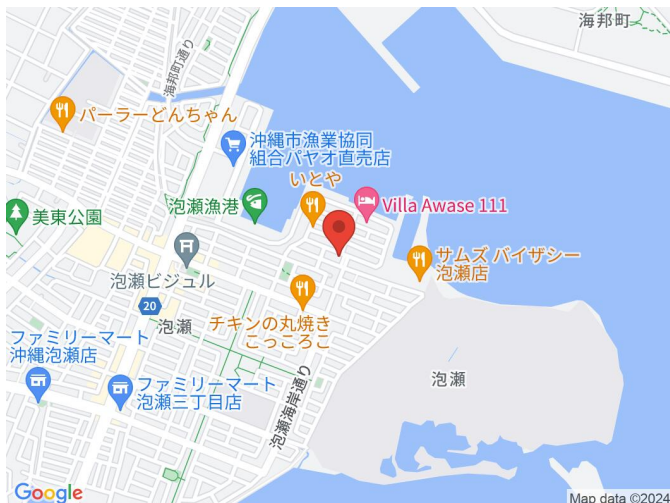 海邦町
海邦町通り
パーラーどんちゃん
沖縄市漁業協同
組合パヤオ直売店
いとや
泡瀬漁港
Villa Awase 111
美東公園
サムズ バイザシー
泡瀬店
泡瀬ビジュル
20
泡瀬
チキンの丸焼き
こっころこ
ファミリーマート
沖縄泡瀬店
泡瀬
ファミリーマート
泡瀬三丁目店
泡瀬海岸通り
Google
Map data ©2024